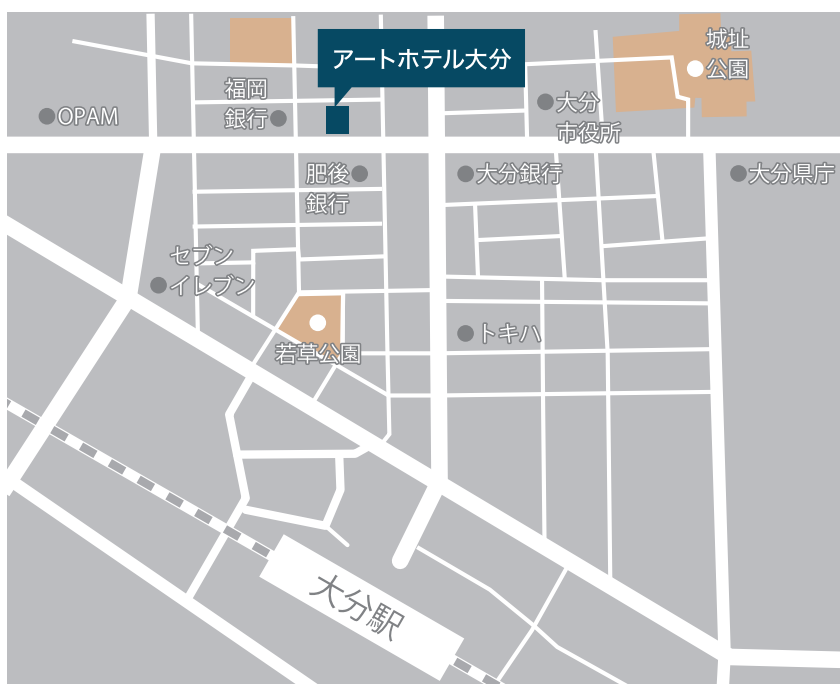 アートホテル大分
城址
公園
福岡
銀行
OPAM
大分
市役所
肥後
銀行
大分銀行
大分県庁
セブン
イレブン
若草公園
トキハ
大分駅